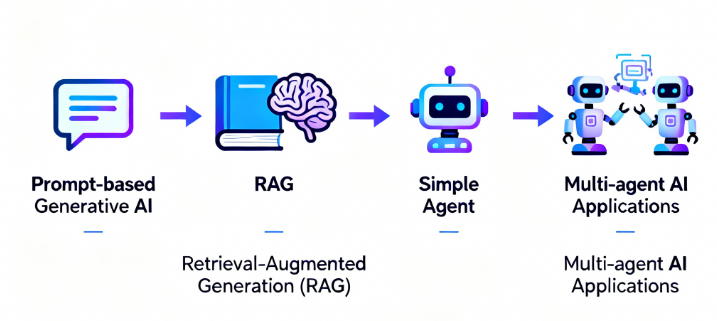 Prompt-based
Generative AI
RAG
Simple
Agent
Multi-agent AI
Applications
Retrieval-Augmented
Generation (RAG)
Multi-agent AI
Applications